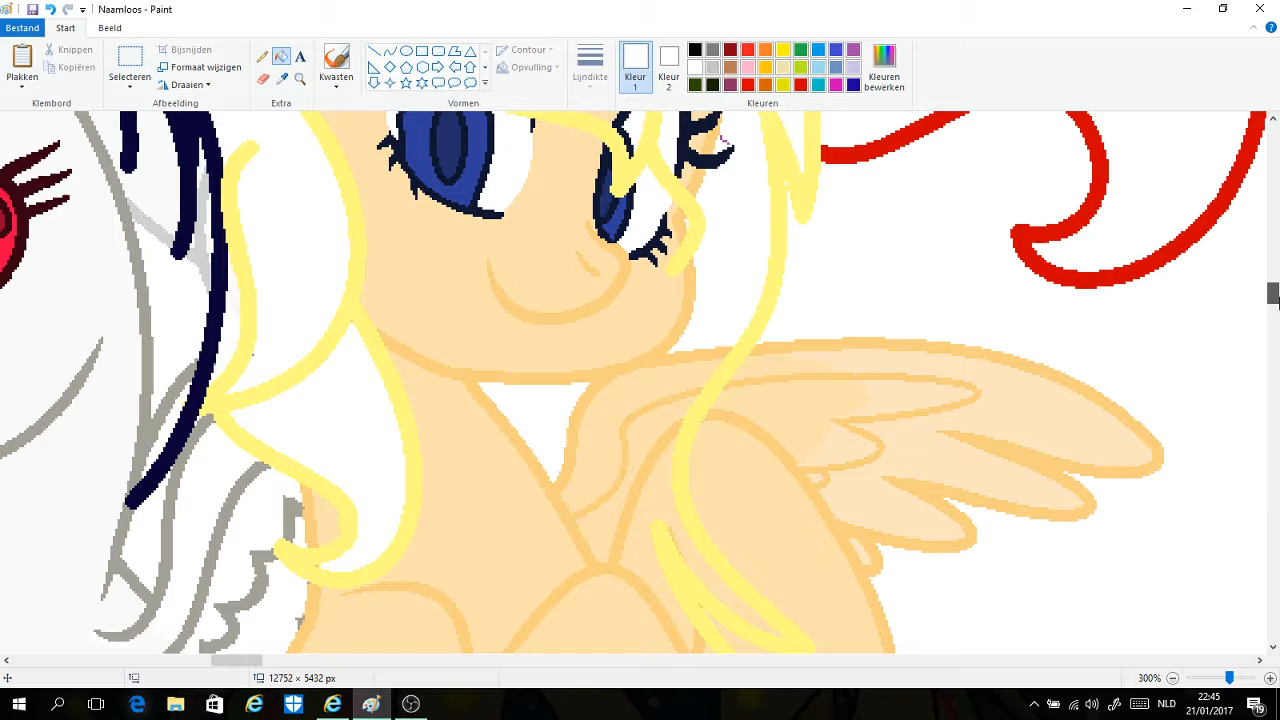 Naamloos - Paint
Bestand
Start
Beeld
Plakken
Knippen
Kopiëren
Klembord
Selecteren
Bijsnijden
Formaat wijzigen
Draaien
Afbeelding
A
Extra
Kwasten
Contour
Opvulling
Vormen
Lijndikte
Kleur
1
Kleur
2
Kleuren
bewerken
Kleuren
12752 × 5432 px
300%
NLD
22:45
21/01/2017